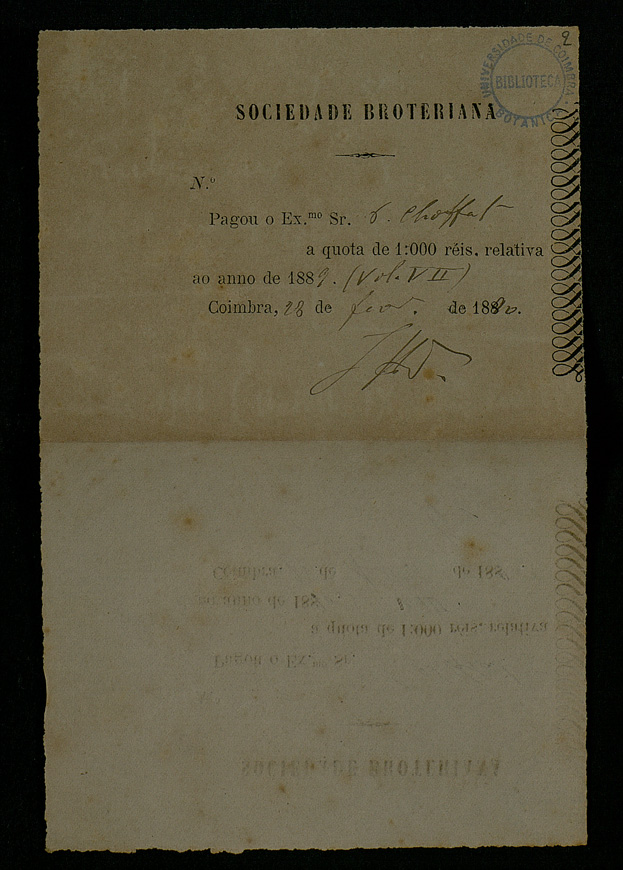 2
UNIVERSIDADE DE COIMBRA
BIBLIOTECA
BOTANICA
SOCIEDADE BROTERIANA
N.º
Pagou o Ex.mo Sr. P. Choffat
a quota de 1:000 réis, relativa
ao anno de 1889. (Vol. VII)
Coimbra, 28 de fevr. de 1890.